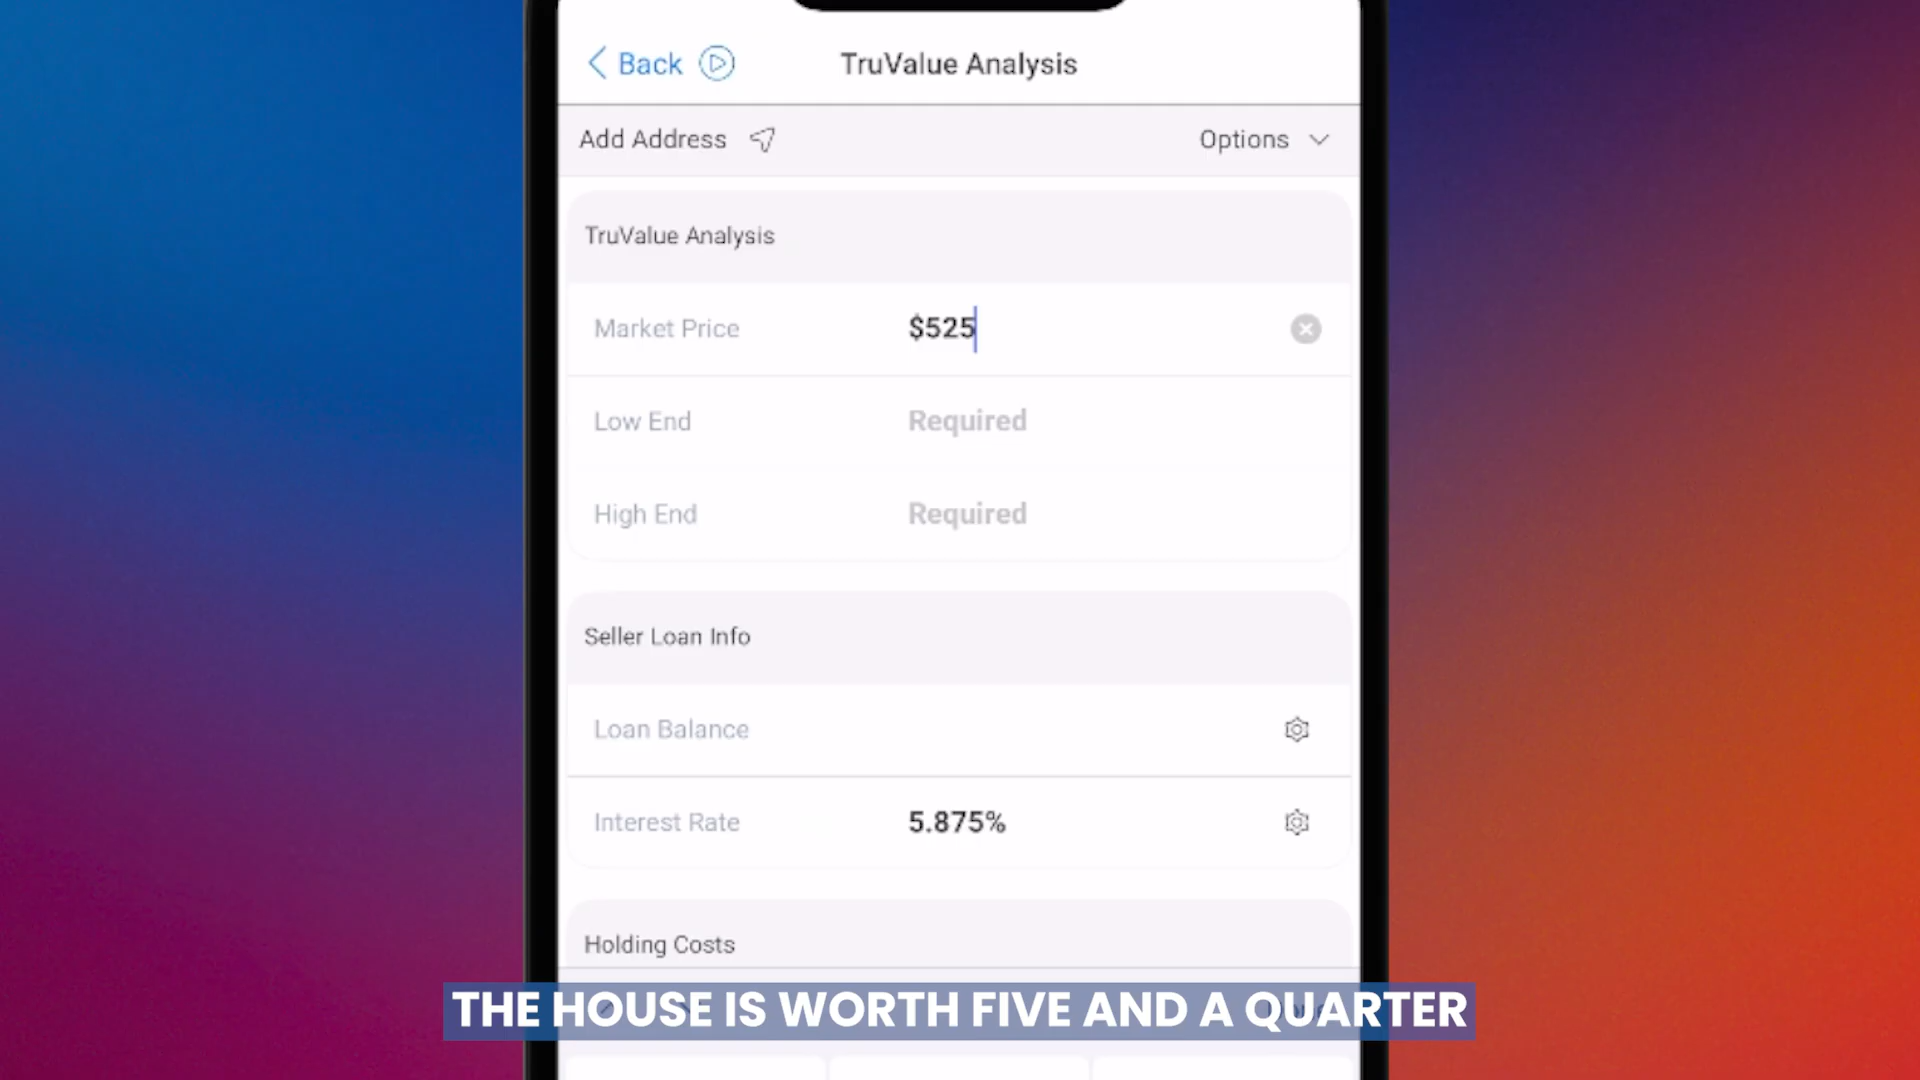 Back
TruValue Analysis
Add Address
Options
TruValue Analysis
Market Price
$525
Low End
Required
High End
Required
Seller Loan Info
Loan Balance
Interest Rate
5.875%
Holding Costs
THE HOUSE IS WORTH FIVE AND A QUARTER